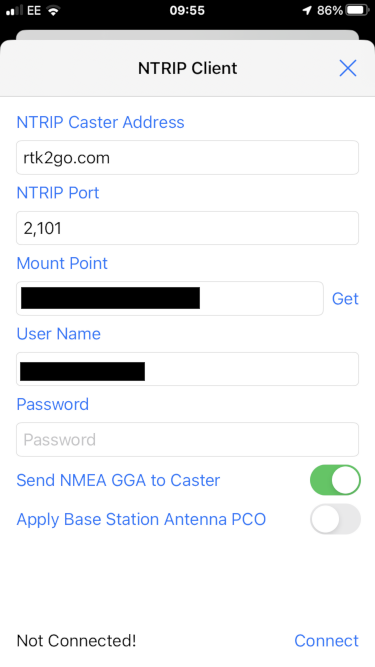 EE 09:55 86%
NTRIP Client
NTRIP Caster Address
rtk2go.com
NTRIP Port
2,101
Mount Point
Get
User Name
Password
Password
Send NMEA GGA to Caster
Apply Base Station Antenna PCO
Not Connected! Connect